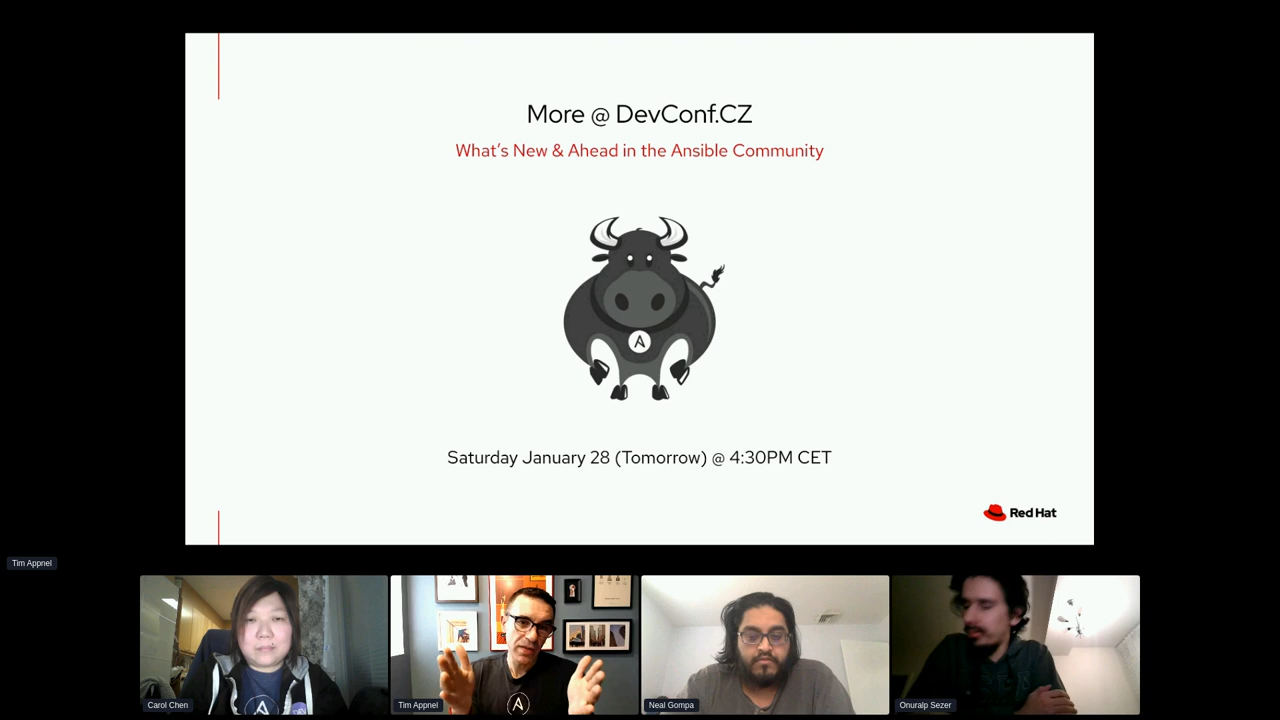 More @ DevConf.CZ
What's New & Ahead in the Ansible Community
A
Saturday January 28 (Tomorrow) @ 4:30PM CET
Red Hat
Tim Appnel
Carol Chen
Tim Appnel
Neal Gompa
Onuralp Sezer